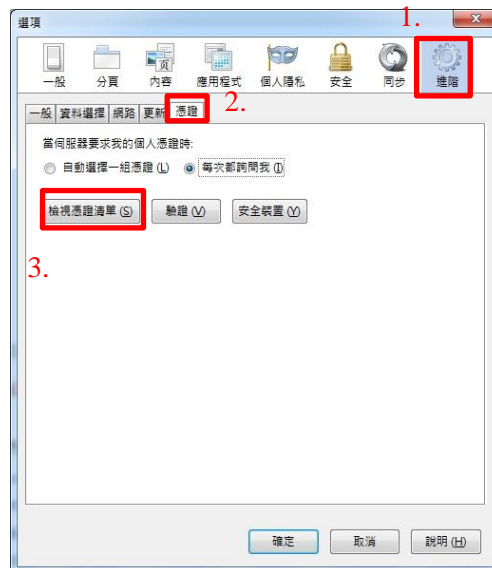 選項
1.
一般 分頁 內容 應用程式 個人隱私 安全 同步 進階
一般 資料選擇 網路 更新 憑證
2.
當伺服器要求我的個人憑證時:
自動選擇一組憑證(L) 每次都詢問我(I)
檢視憑證清單(S) 驗證(V) 安全裝置(Y)
3.
確定 取消 說明(H)